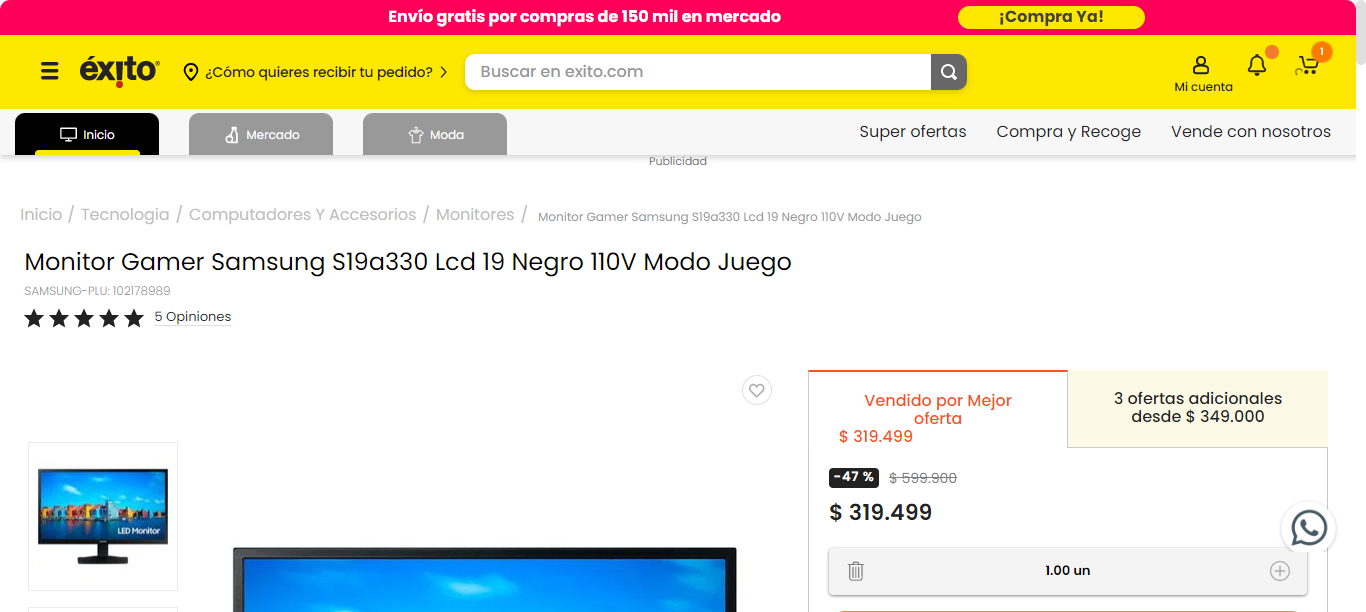 Envío gratis por compras de 150 mil en mercado
¡Compra Ya!
éxito
¿Cómo quieres recibir tu pedido?
Buscar en exito.com
Mi cuenta
1
Inicio
Mercado
Moda
Super ofertas
Compra y Recoge
Vende con nosotros
Publicidad
Inicio / Tecnologia / Computadores Y Accesorios / Monitores / Monitor Gamer Samsung S19a330 Lcd 19 Negro 110V Modo Juego
Monitor Gamer Samsung S19a330 Lcd 19 Negro 110V Modo Juego
SAMSUNG-PLU: 102178989
5 Opiniones
Vendido por Mejor
oferta
$ 319.499
3 ofertas adicionales
desde $ 349.000
-47 % $ 599.900
$ 319.499
1.00 un
LED Monitor